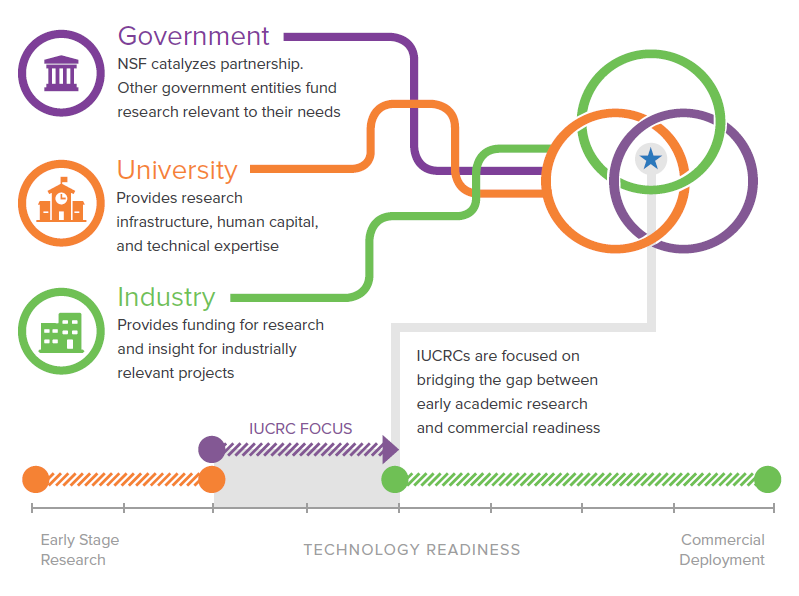 Government
NSF catalyzes partnership.
Other government entities fund
research relevant to their needs
University
Provides research
infrastructure, human capital,
and technical expertise
Industry
Provides funding for research
and insight for industrially
relevant projects
IUCRCs are focused on
bridging the gap between
early academic research
and commercial readiness
IUCRC FOCUS
Early Stage
Research
TECHNOLOGY READINESS
Commercial
Deployment